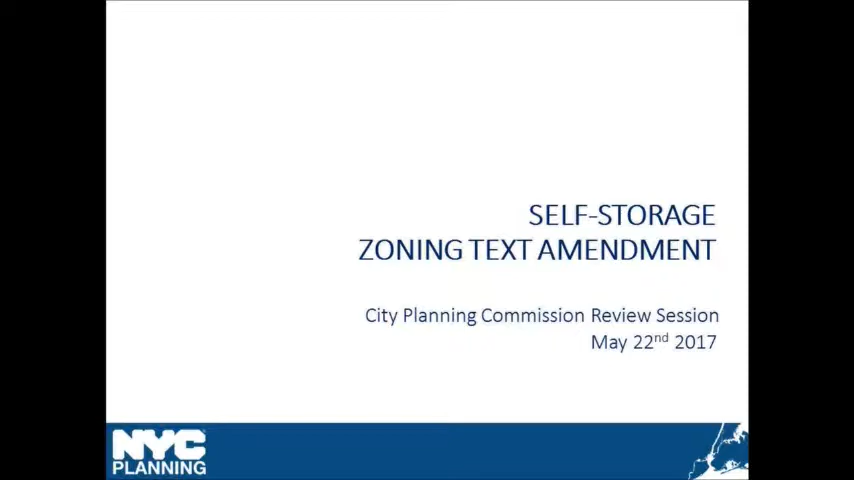 SELF-STORAGE
ZONING TEXT AMENDMENT
City Planning Commission Review Session
May 22nd 2017
NYC
PLANNING